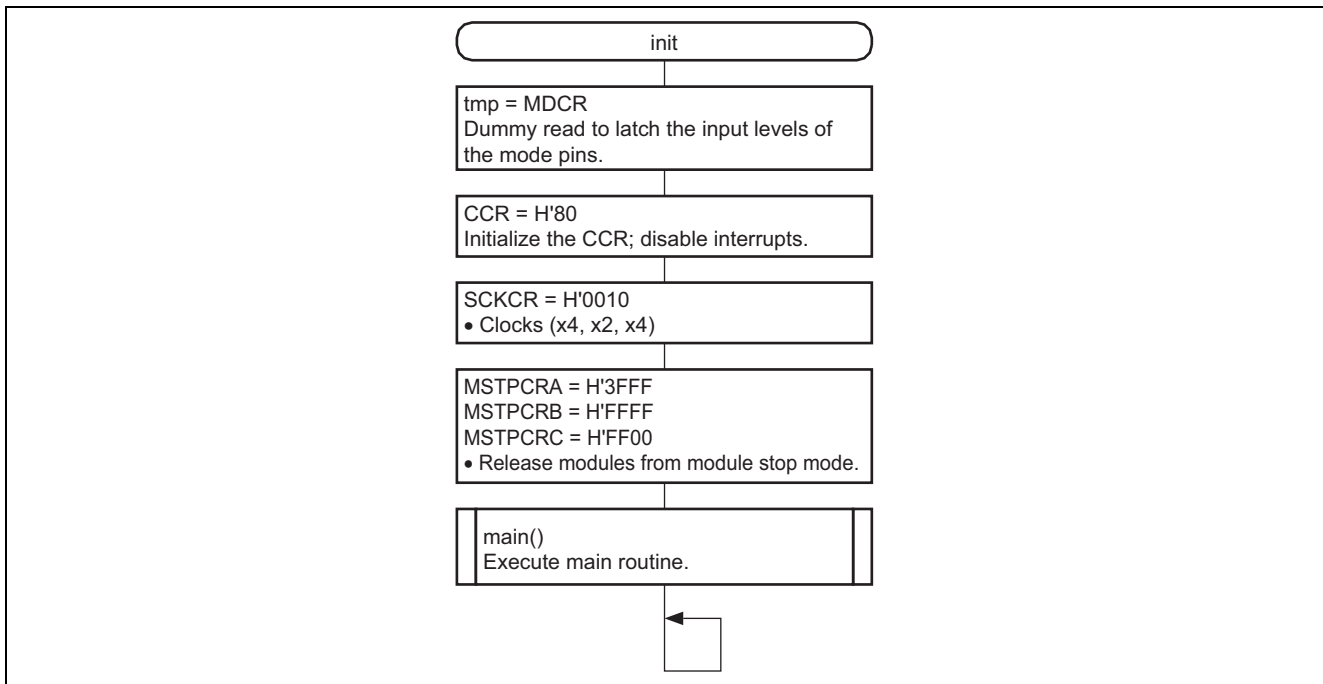 init
tmp = MDCR
Dummy read to latch the input levels of
the mode pins.
CCR = H'80
Initialize the CCR; disable interrupts.
SCKCR = H'0010
• Clocks (x4, x2, x4)
MSTPCRA = H'3FFF
MSTPCRB = H'FFFF
MSTPCRC = H'FF00
• Release modules from module stop mode.
main()
Execute main routine.